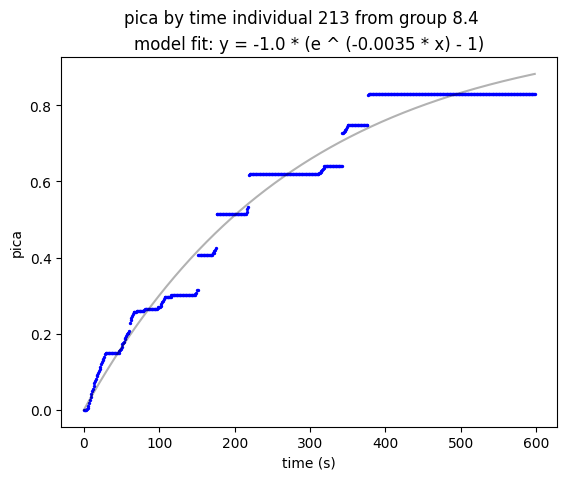 pica by time individual 213 from group 8.4
model fit: y = -1.0 * (e ^ (-0.0035 * x) - 1)
0.8
0.6
0.4
0.2
0.0
pica
0 100 200 300 400 500 600
time (s)